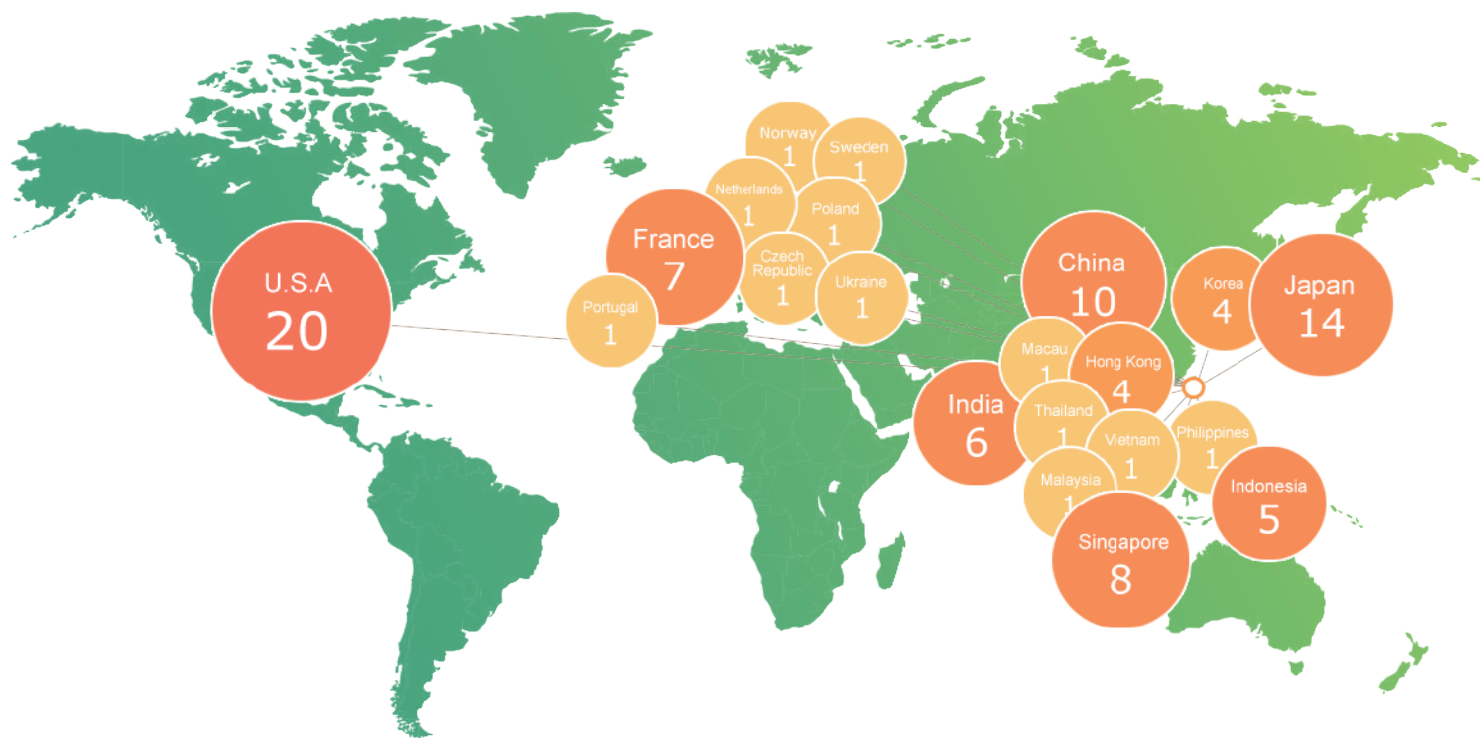 Norway
1
Sweden
1
Netherlands
1
Poland
1
France
7
Czech
Republic
1
Ukraine
1
Portugal
1
U.S.A
20
China
10
Korea
4
Japan
14
Macau
1
Hong Kong
4
India
6
Thailand
1
Vietnam
1
Philippines
1
Malaysia
1
Indonesia
5
Singapore
8